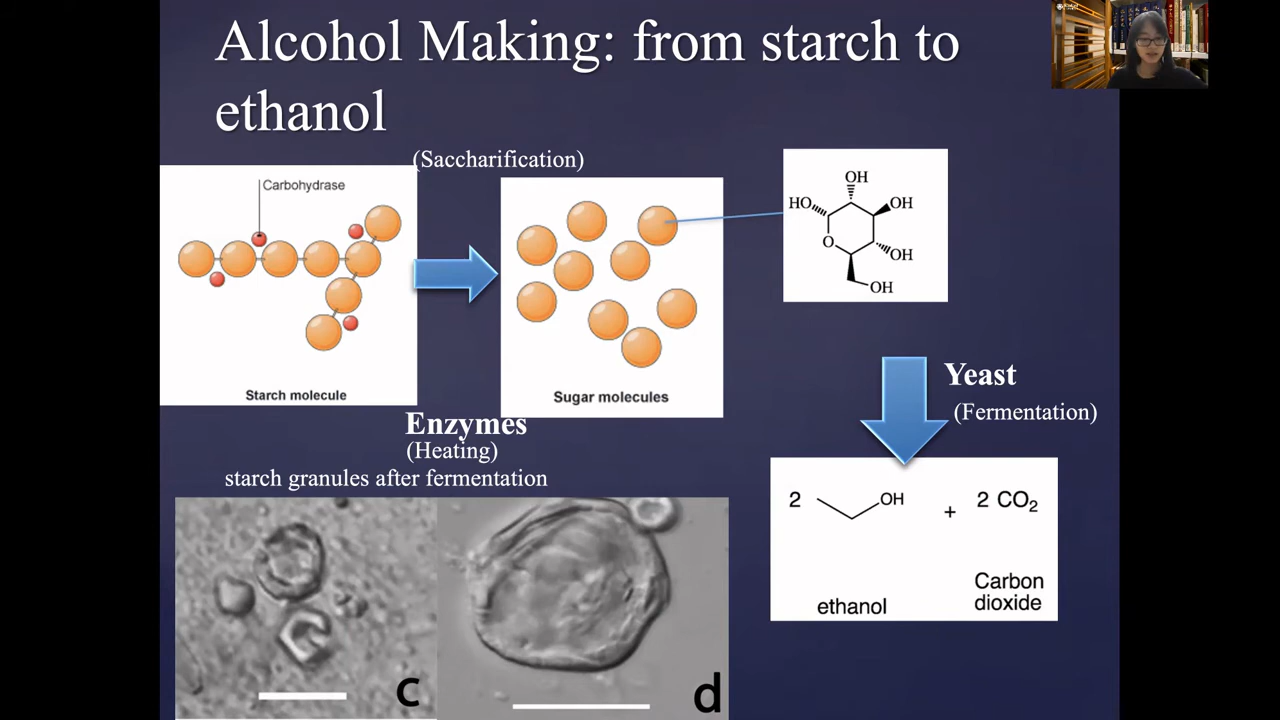 Alcohol Making: from starch to
ethanol
(Saccharification)
Carbohydrase
Starch molecule
Sugar molecules
OH
HO
OH
O
OH
OH
Enzymes
(Heating)
starch granules after fermentation
Yeast
(Fermentation)
2
OH
+
2 CO₂
ethanol
Carbon
dioxide
c
d